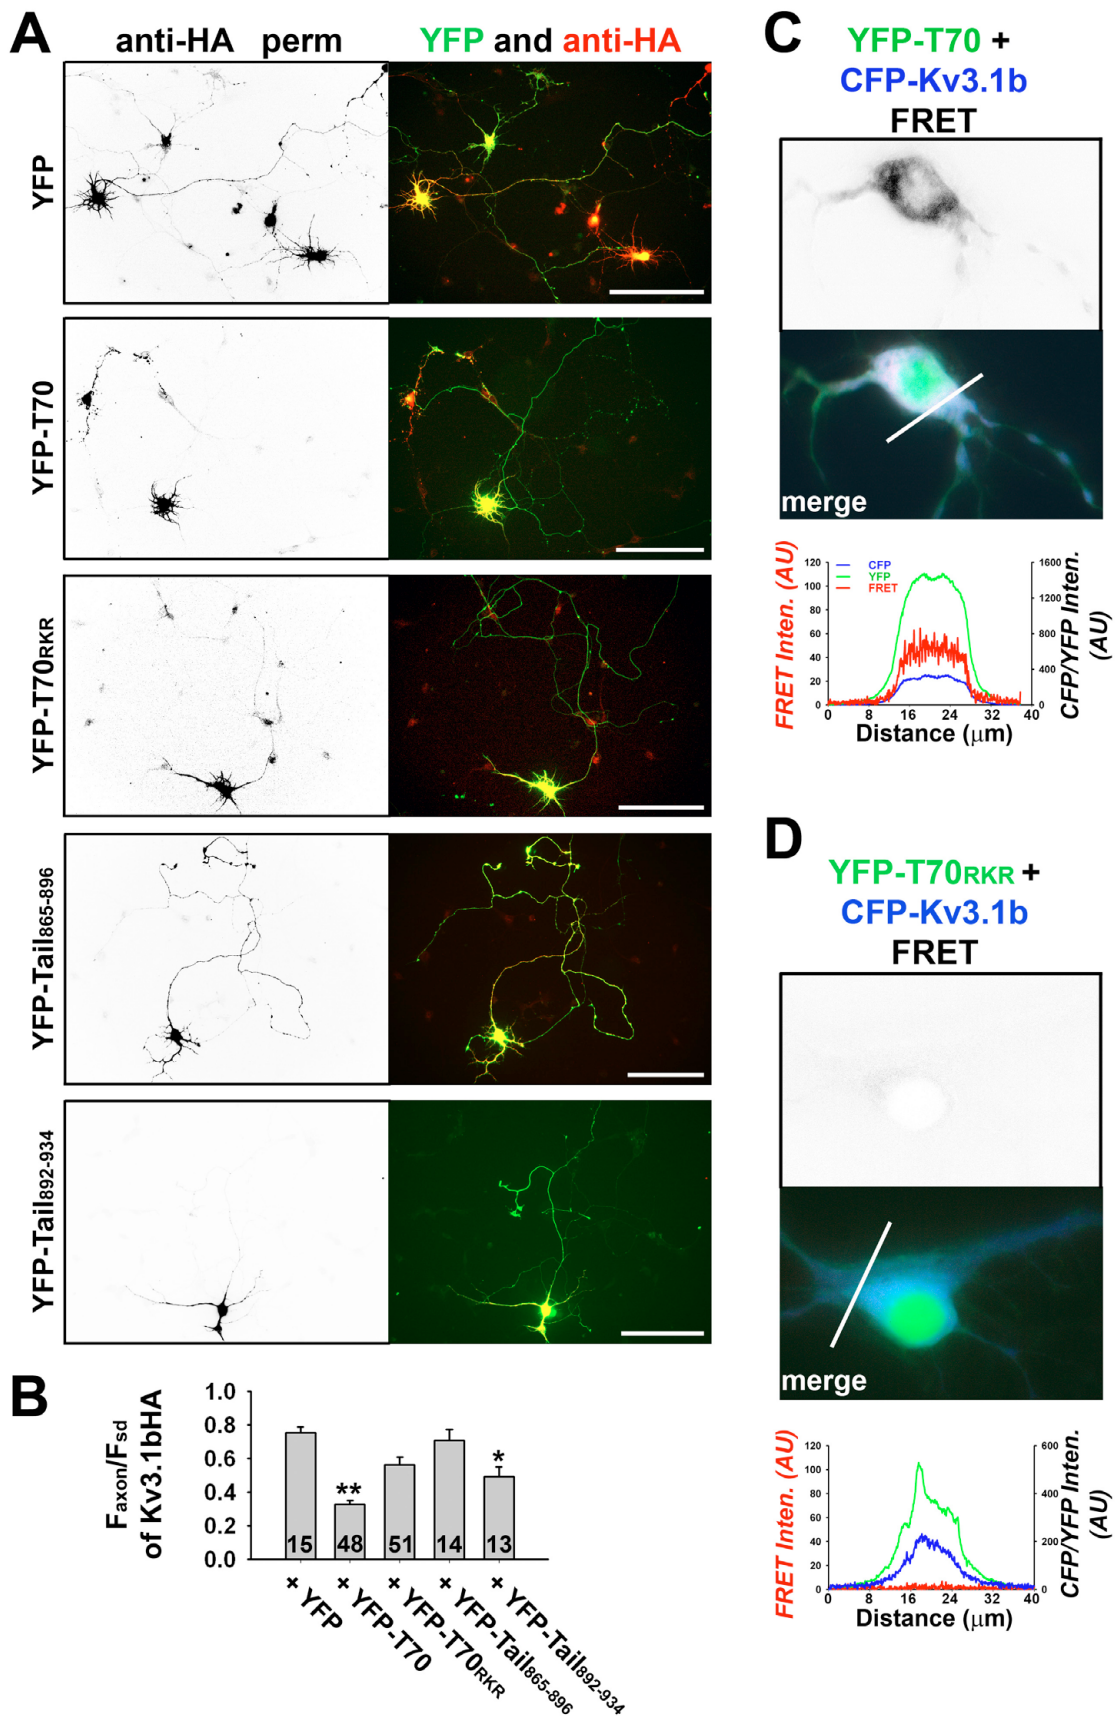 A
anti-HA perm
YFP and anti-HA
YFP
YFP-T70
YFP-T70RKR
YFP-Tail865-896
YFP-Tail892-934
B
Faxon/Fsd
of Kv3.1bHA
1.0
0.8
0.6
0.4
0.2
0.0
** *
15 48 51 14 13
+ YFP
+ YFP-T70
+ YFP-T70RKR
+ YFP-Tail865-896
+ YFP-Tail892-934
C
YFP-T70 +
CFP-Kv3.1b
FRET
merge
FRET Inten. (AU)
120
100
80
60
40
20
0
CFP
YFP
FRET
1600
1200
800
400
0
CFP/YFP Inten.
(AU)
0 8 16 24 32 40
Distance (μm)
D
YFP-T70RKR +
CFP-Kv3.1b
FRET
merge
FRET Inten. (AU)
120
100
80
60
40
20
0
600
400
200
0
CFP/YFP Inten.
(AU)
0 8 16 24 32 40
Distance (μm)